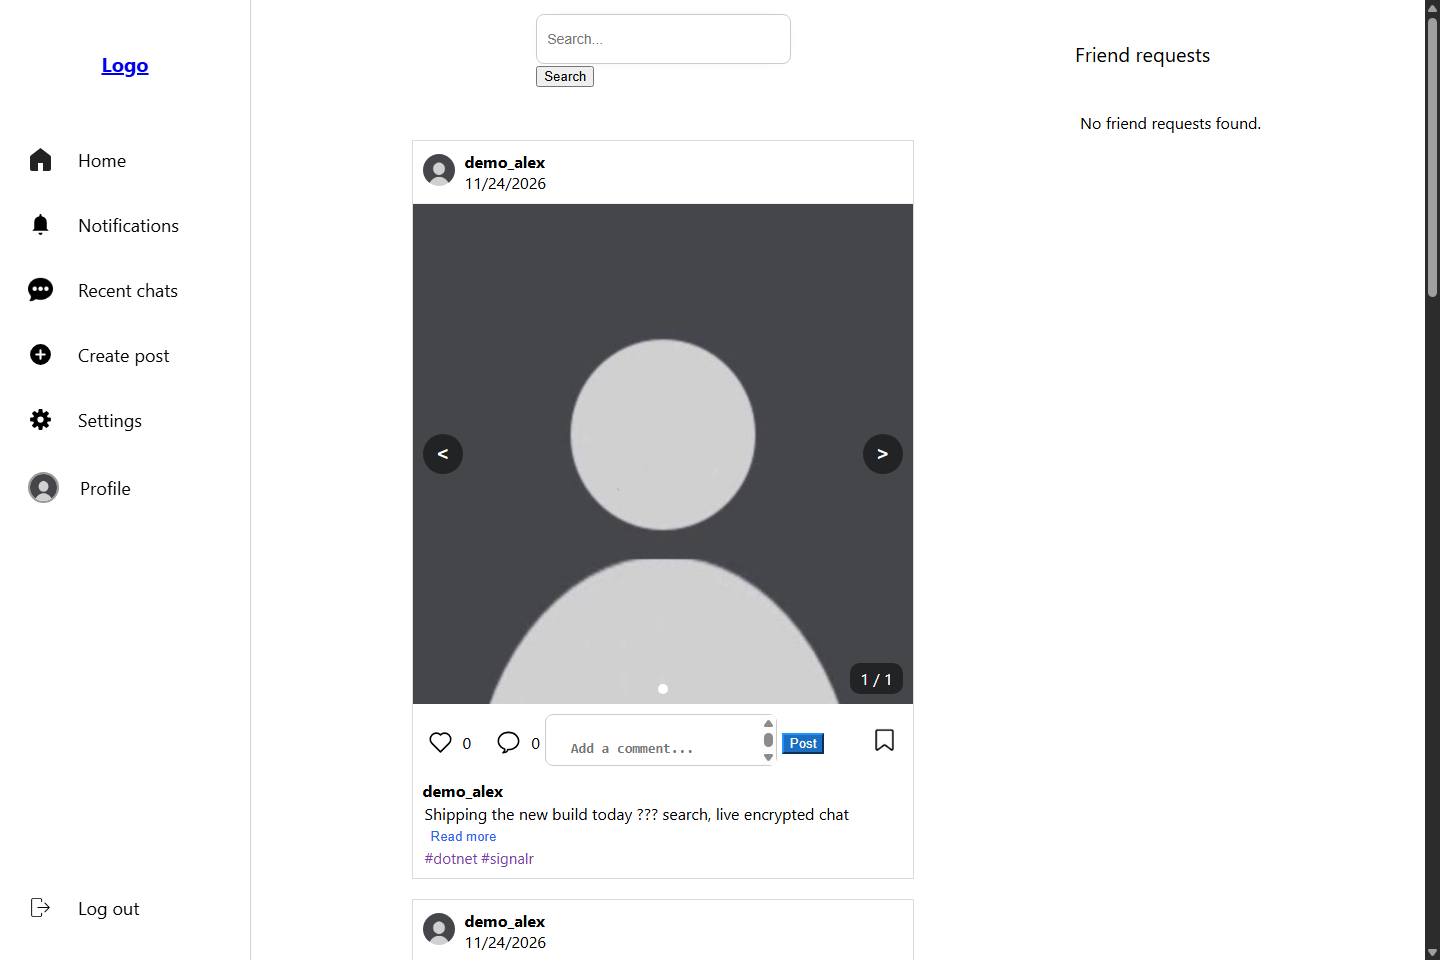 Logo
Home
Notifications
Recent chats
Create post
Settings
Profile
Log out
Search...
Search
demo_alex
11/24/2026
<
>
1 / 1
0
0
Add a comment...
Post
demo_alex
Shipping the new build today ??? search, live encrypted chat
Read more
#dotnet #signalr
demo_alex
11/24/2026
Friend requests
No friend requests found.